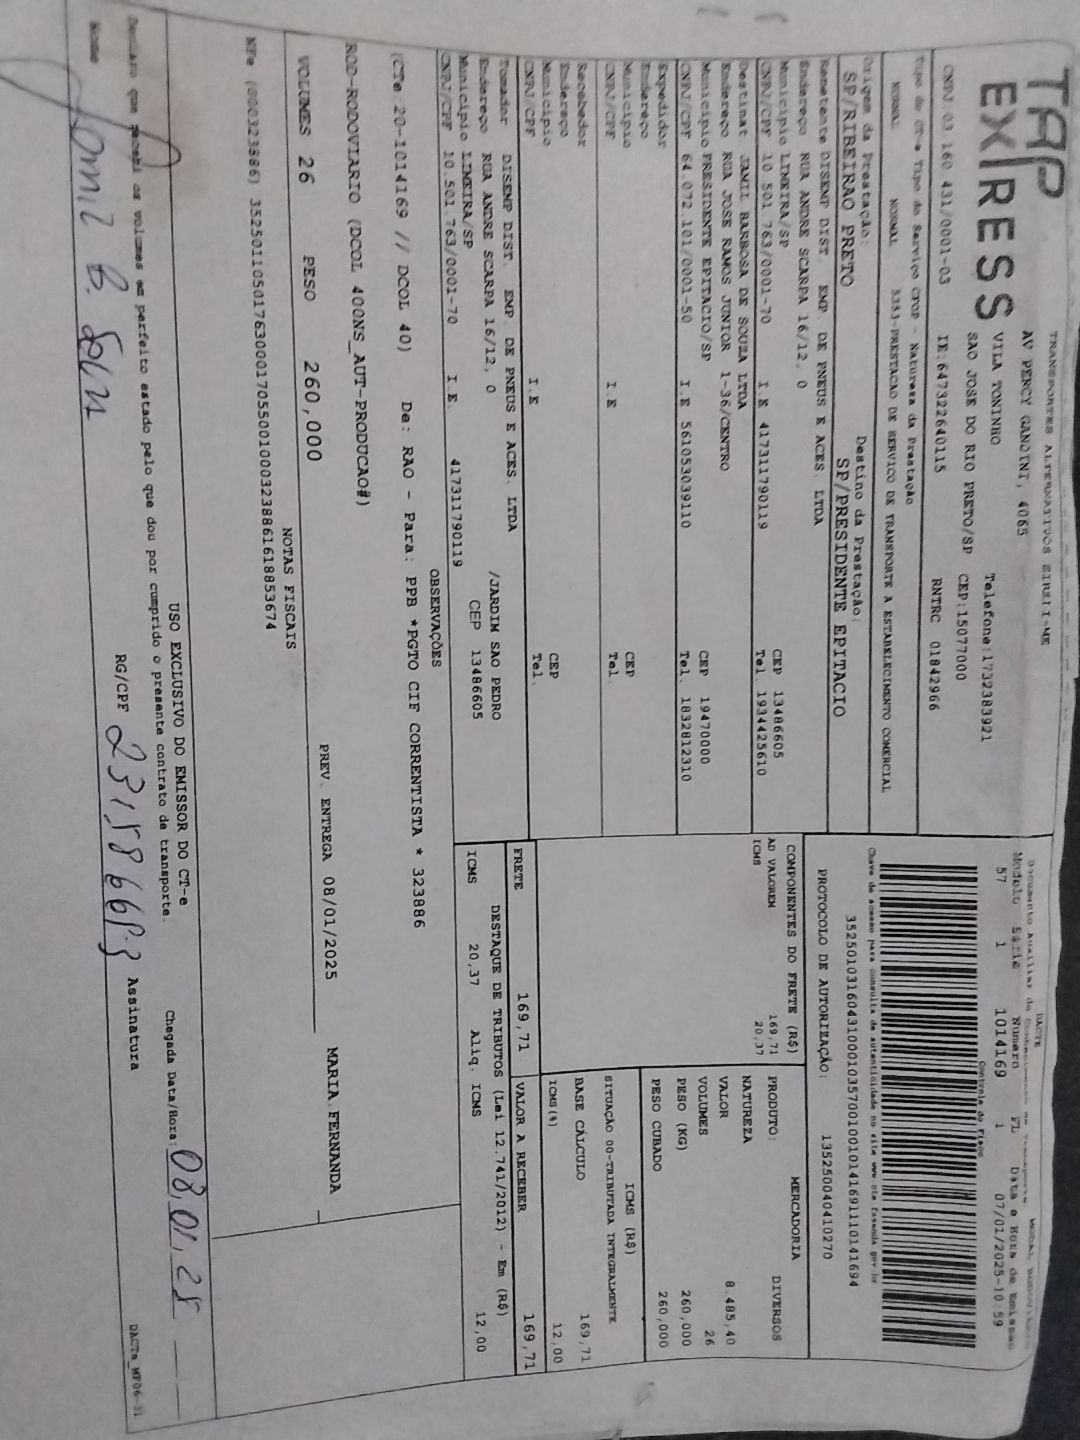 TRANSPORTES ALTERNATIVOS EIRELI-ME
TAP EXPRESS
AV PERCY GANDINI, 4065
VILA TONINHO Telefone:1732383921
SAO JOSE DO RIO PRETO/SP CEP:15077000
CNPJ 03.160.431/0001-03 IE:647322640115 RNTRC 01842966
DACTE
Documento Auxiliar do Conhecimento de Transporte MODAL RODOVIARIO
Modelo Série Numero FL Data e Hora de Emissao
57 1 1014169 1 07/01/2025-10:59
Controle do Fisco
Tipo do CT-e Tipo do Serviço CFOP - Natureza da Prestação
NORMAL NORMAL 5353-PRESTACAO DE SERVICO DE TRANSPORTE A ESTABELECIMENTO COMERCIAL
Chave de acesso para consulta de autenticidade no site www.cte.fazenda.gov.br
Origem da Prestação: Destino da Prestação:
SP/RIBEIRAO PRETO SP/PRESIDENTE EPITACIO
PROTOCOLO DE AUTORIZAÇÃO: 135250040410270
Remetente DISEMP DIST. EMP. DE PNEUS E ACES. LTDA
Endereço RUA ANDRE SCARPA 16/12, 0
Município LIMEIRA/SP CEP 13486605
CNPJ/CPF 10.501.763/0001-70 I.E 417311790119 Tel. 1934425610
Destinat. JAMIL BARBOSA DE SOUZA LTDA
Endereço RUA JOSE RAMOS JUNIOR 1-36/CENTRO
Município PRESIDENTE EPITACIO/SP CEP 19470000
CNPJ/CPF 64.072.101/0001-50 I.E 561053039110 Tel. 1832812310
Expedidor
Endereço
Município CEP
CNPJ/CPF I.E Tel.
Recebedor
Endereço
Município CEP
CNPJ/CPF I.E Tel.
Tomador DISEMP DIST. EMP. DE PNEUS E ACES. LTDA
Endereço RUA ANDRE SCARPA 16/12, 0 /JARDIM SAO PEDRO
Município LIMEIRA/SP CEP 13486605
CNPJ/CPF 10.501.763/0001-70 I.E. 417311790119
COMPONENTES DO FRETE (R$)
AD VALOREM 169,71
ICMS 20,37
MERCADORIA
PRODUTO: DIVERSOS
NATUREZA
VALOR 8.485,40
VOLUMES 26
PESO (KG) 260,000
PESO CUBADO 260,000
ICMS (R$)
SITUAÇÃO 00-TRIBUTADA INTEGRALMENTE
BASE CÁLCULO 169,71
ICMS(%) 12,00
FRETE 169,71 VALOR A RECEBER 169,71
DESTAQUE DE TRIBUTOS (Lei 12.741/2012) - Em (R$)
ICMS 20,37 Aliq. ICMS 12,00
OBSERVAÇÕES
(CTe 20-1014169 // DCOL 40) De: RAO - Para: PPB *PGTO CIF CORRENTISTA * 323886
ROD-RODOVIARIO (DCOL 400NS_AUT-PRODUCAO#)
VOLUMES 26 PESO 260,000 PREV. ENTREGA 08/01/2025 MARIA.FERNANDA
NOTAS FISCAIS
USO EXCLUSIVO DO EMISSOR DO CT-e
Declaro que recebi os volumes em perfeito estado pelo que dou por cumprido o presente contrato de transporte.
Chegada Data/Hora: 08,01,25
Nome Jamil B. RG/CPF Assinatura